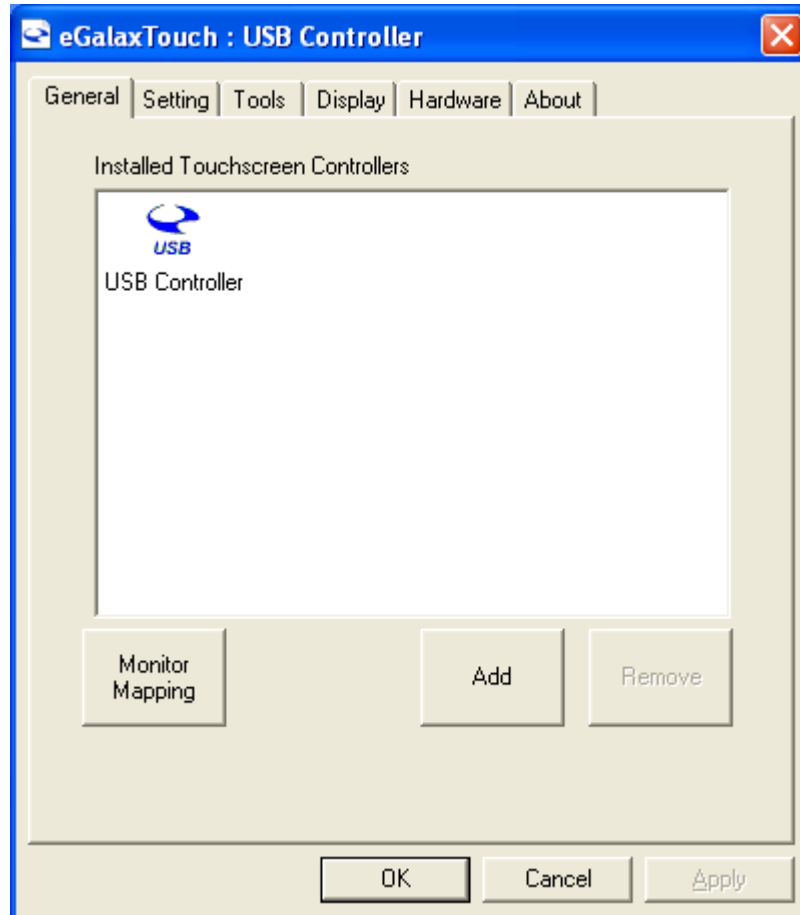 eGalaxTouch : USB Controller
General Setting Tools Display Hardware About
Installed Touchscreen Controllers
USB
USB Controller
Monitor
Mapping
Add
Remove
OK
Cancel
Apply